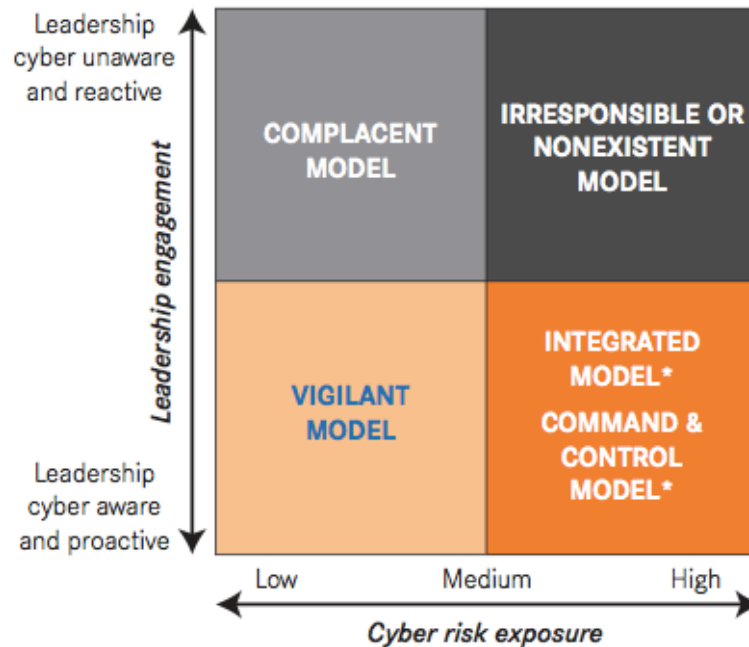 Leadership
cyber unaware
and reactive
Leadership engagement
Leadership
cyber aware
and proactive
COMPLACENT
MODEL
IRRESPONSIBLE OR
NONEXISTENT
MODEL
VIGILANT
MODEL
INTEGRATED
MODEL*
COMMAND &
CONTROL
MODEL*
Low
Medium
High
Cyber risk exposure